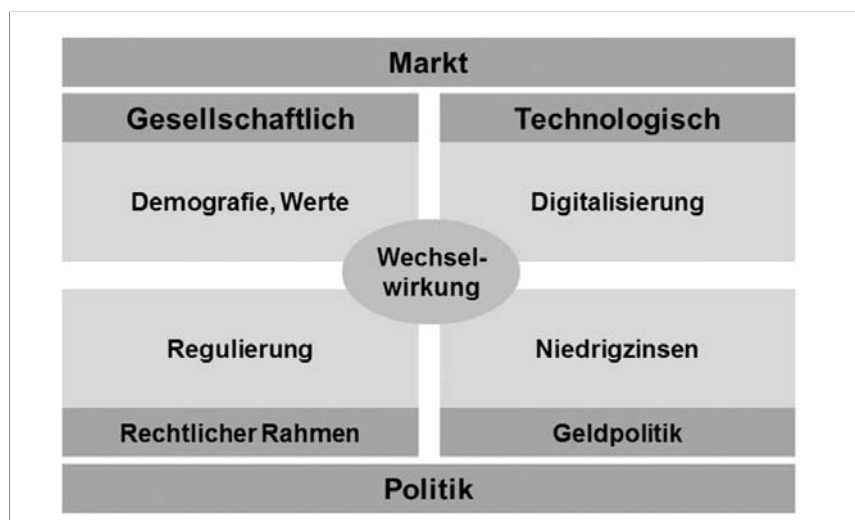 Markt
Gesellschaftlich
Technologisch
Demografie, Werte
Digitalisierung
Wechsel-
wirkung
Regulierung
Niedrigzinsen
Rechtlicher Rahmen
Geldpolitik
Politik